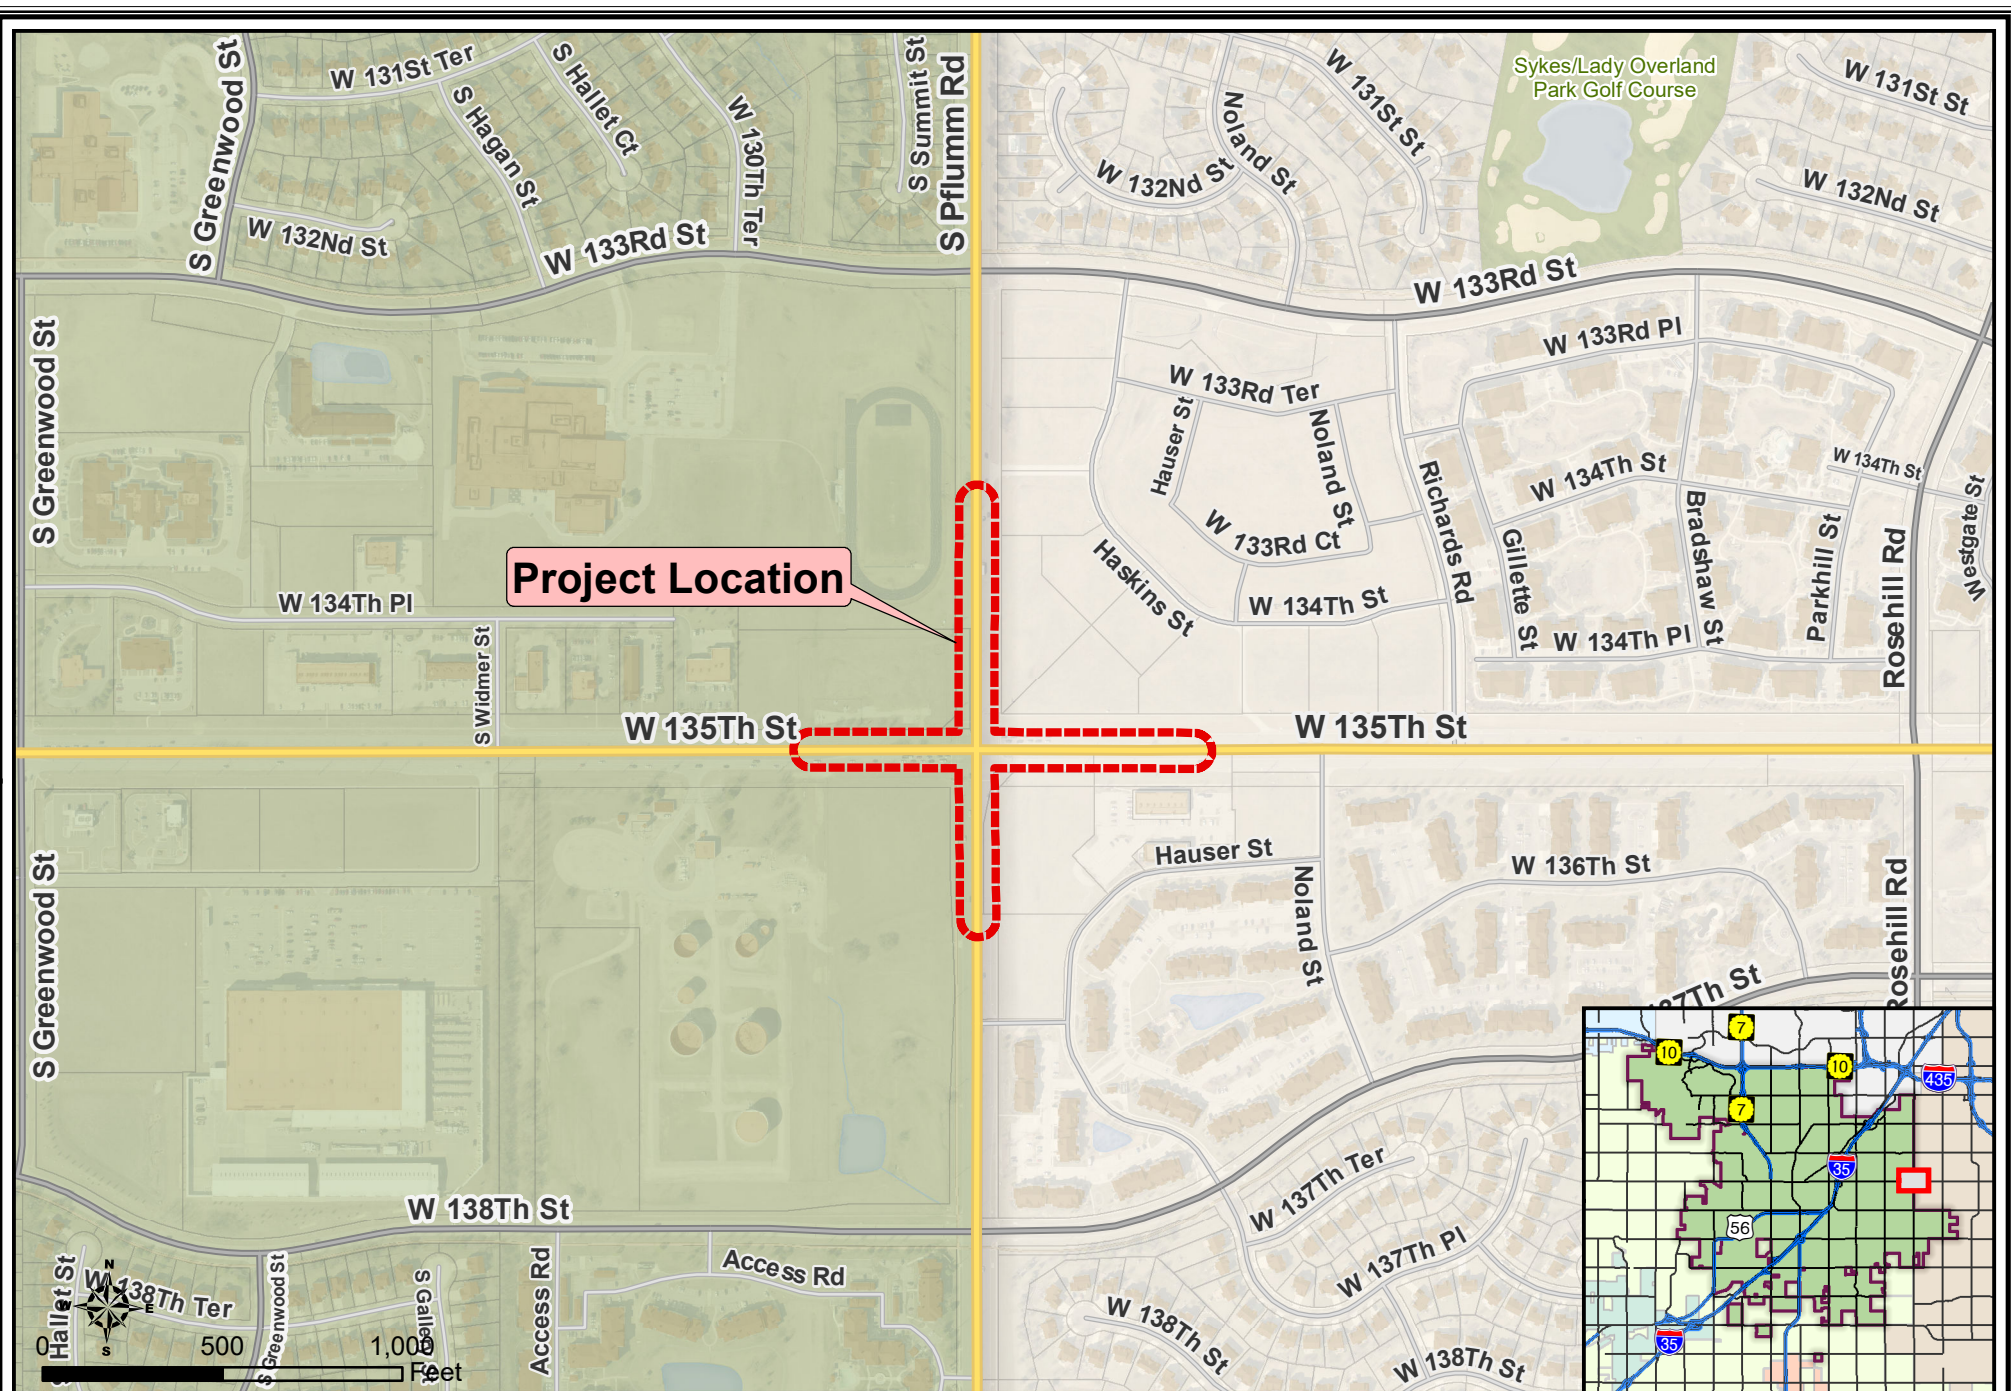 S Greenwood St
W 131St Ter
S Hallet Ct
S Hagan St
W 130Th Ter
S Summit St
S Pflumm Rd
W 132Nd St
W 133Rd St
Noland St
W 131St St
W 132Nd St
Sykes/Lady Overland
Park Golf Course
W 131St St
W 132Nd St
W 133Rd St
S Greenwood St
W 133Rd Pl
W 133Rd Ter
Hauser St
Noland St
W 133Rd Ct
Haskins St
W 134Th St
Richards Rd
W 134Th St
Gillette St
Bradshaw St
Parkhill St
W 134Th St
Westgate St
Rosehill Rd
W 134Th Pl
Project Location
W 134Th Pl
S Widmer St
W 135Th St
W 135Th St
Hauser St
Noland St
W 136Th St
Rosehill Rd
S Greenwood St
37Th St
W 138Th St
W 137Th Ter
W 137Th Pl
W 138Th St
W 138Th St
Access Rd
Access Rd
S Hallet St
W 138Th Ter
S Greenwood St
N
E
S
0 500 1,000
Feet
7
10
10
435
7
35
56
35